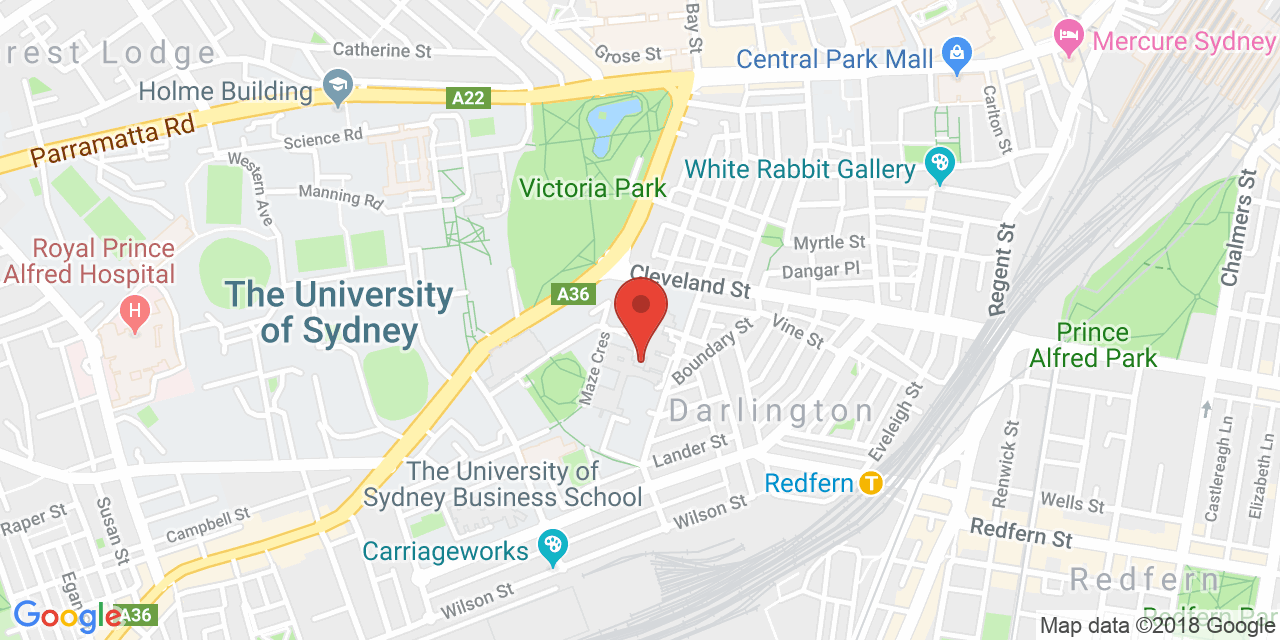 rest Lodge
Catherine St
Grose St
Bay St
Central Park Mall
Mercure Sydney
Holme Building
A22
Carlton St
Parramatta Rd
Science Rd
Western Ave
Manning Rd
Victoria Park
White Rabbit Gallery
Chalmers St
Royal Prince
Alfred Hospital
H
Myrtle St
Dangar Pl
Regent St
Cleveland St
The University
of Sydney
A36
Maze Cres
Boundary St
Vine St
Prince
Alfred Park
Darlington
Eveleigh St
Lander St
Renwick St
Castlereagh Ln
Elizabeth Ln
The University of
Sydney Business School
Redfern
T
Wells St
Raper St
Susan St
Campbell St
Wilson St
Redfern St
Carriageworks
Egan
Wilson St
Redfern
Google
A36
Redfern Par
Map data ©2018 Google